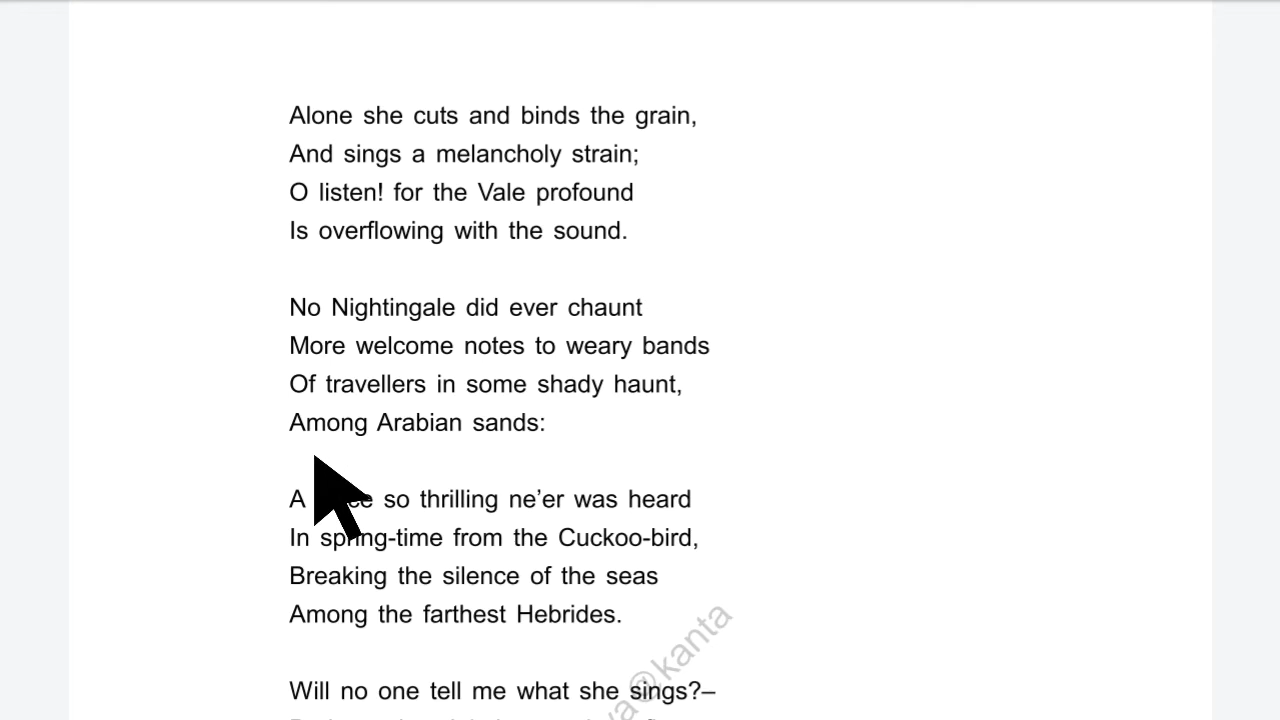 Alone she cuts and binds the grain,
And sings a melancholy strain;
O listen! for the Vale profound
Is overflowing with the sound.
No Nightingale did ever chaunt
More welcome notes to weary bands
Of travellers in some shady haunt,
Among Arabian sands:
A so thrilling ne’er was heard
In spring-time from the Cuckoo-bird,
Breaking the silence of the seas
Among the farthest Hebrides.
Will no one tell me what she sings?–
@kanta